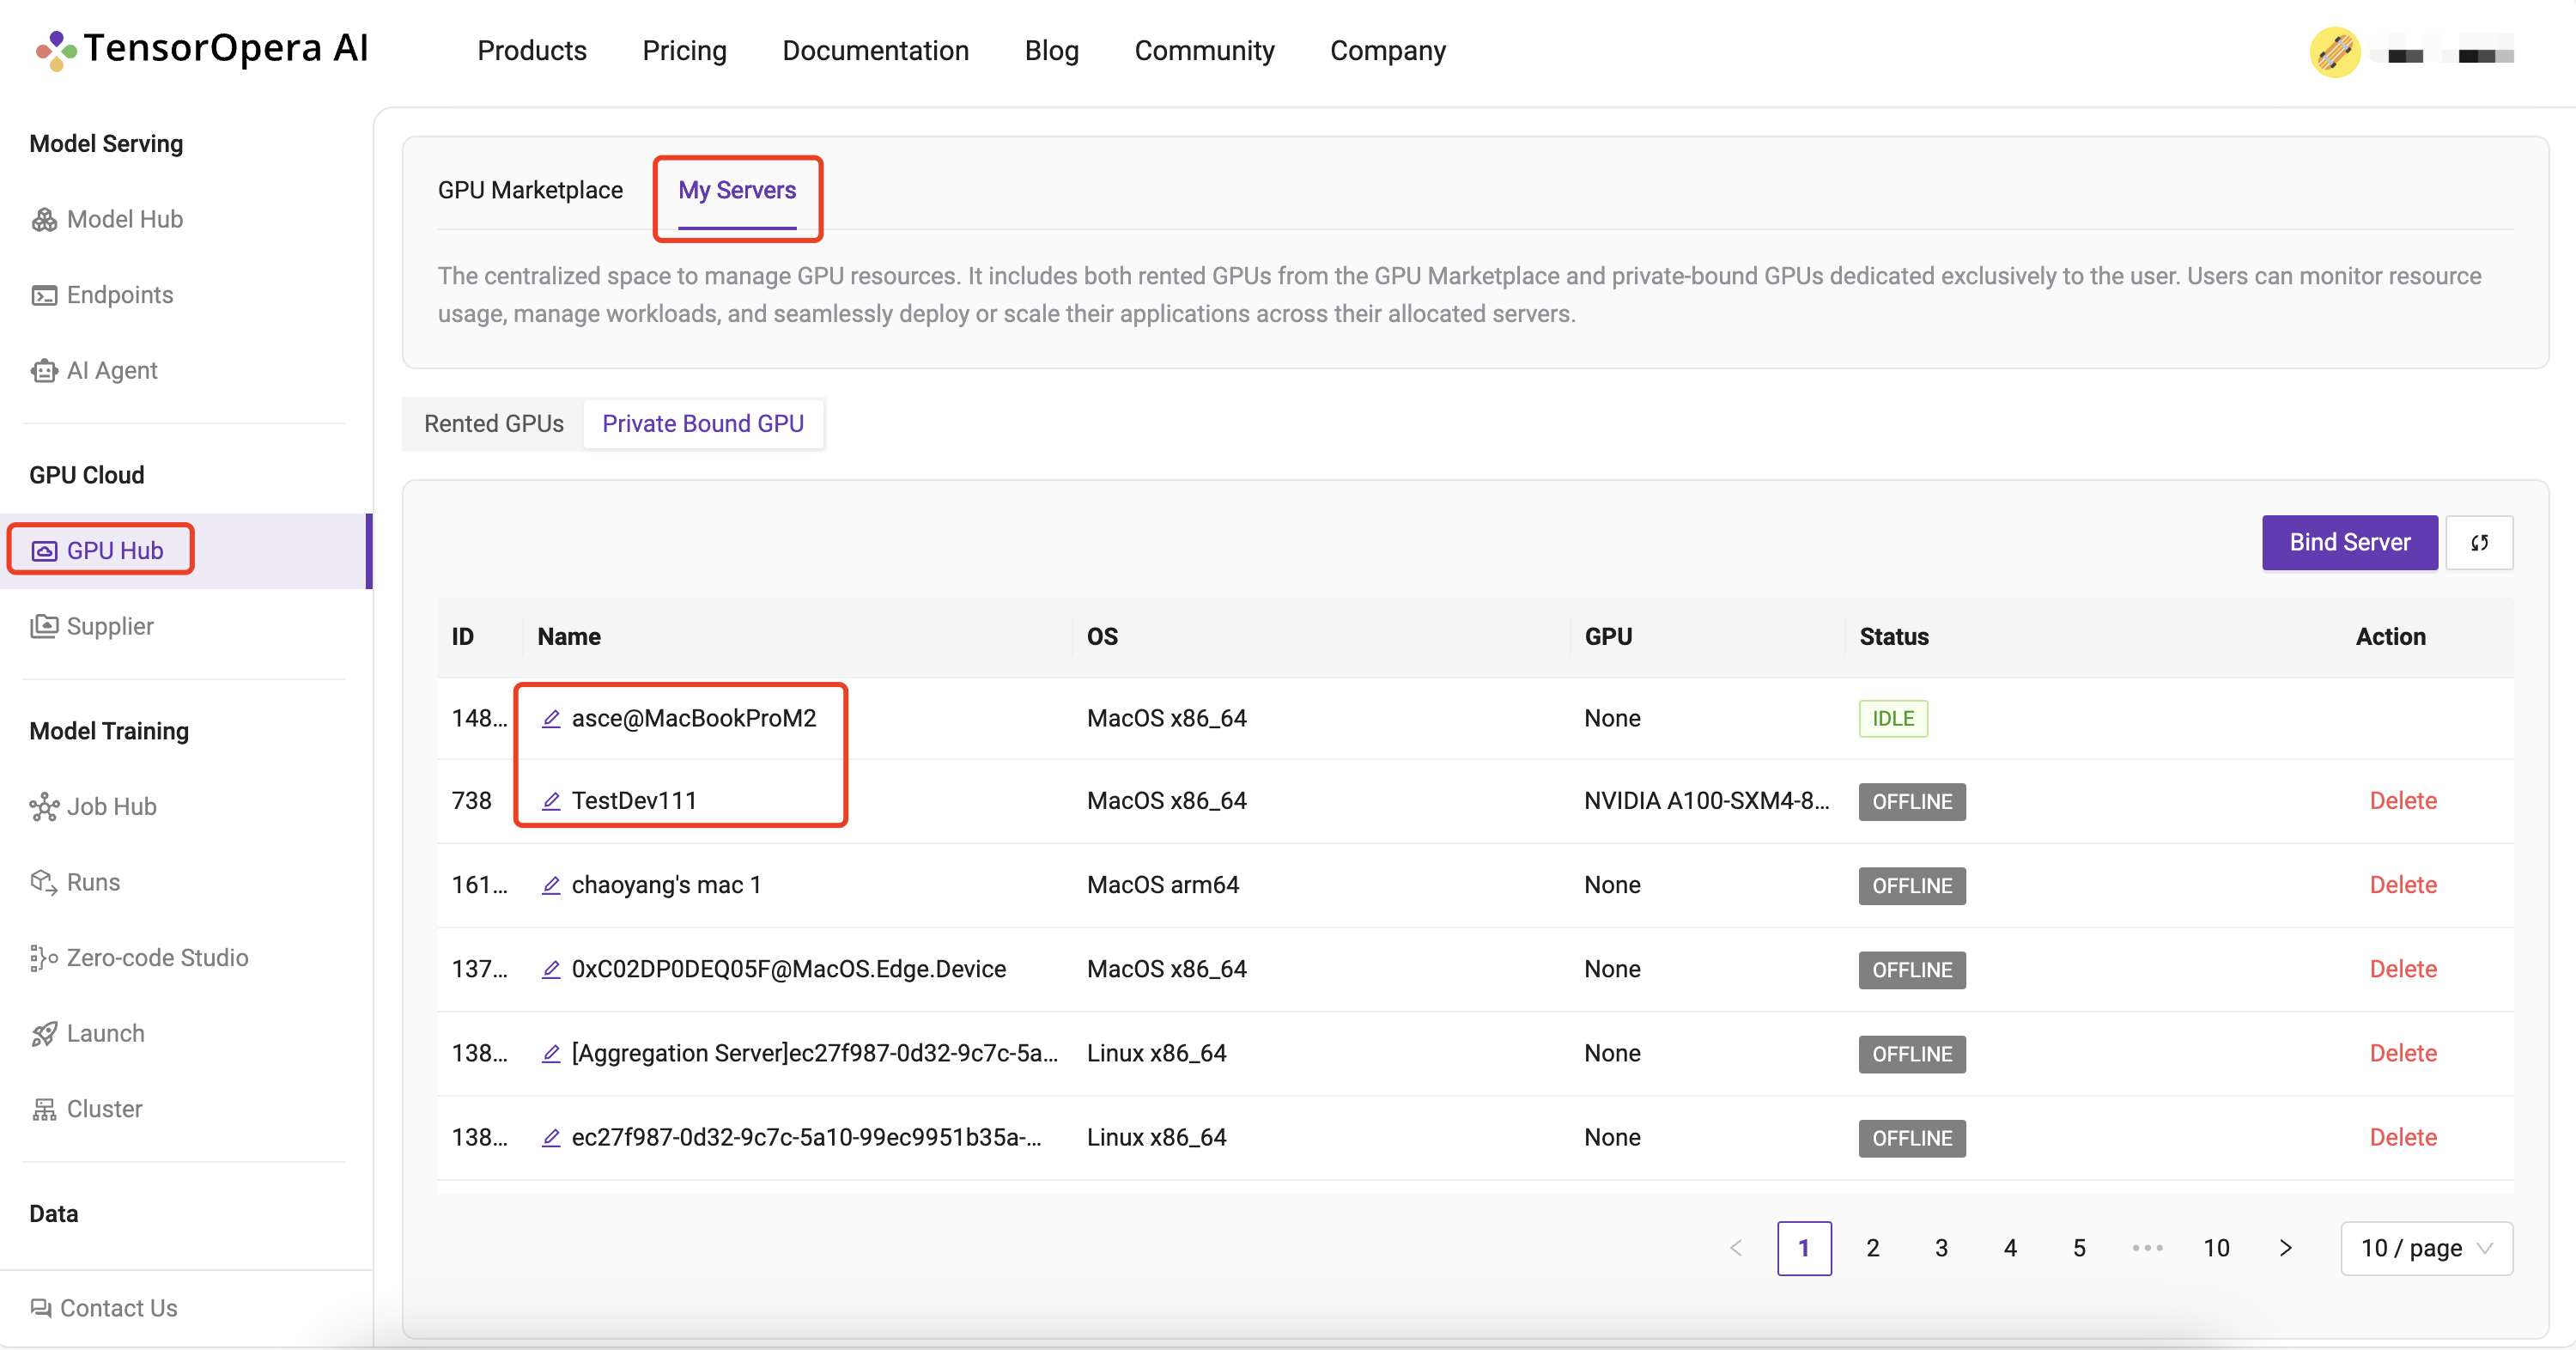 TensorOpera AI
Products Pricing Documentation Blog Community Company
Model Serving
Model Hub
Endpoints
AI Agent
GPU Cloud
GPU Hub
Supplier
Model Training
Job Hub
Runs
Zero-code Studio
Launch
Cluster
Data
Contact Us
GPU Marketplace My Servers
The centralized space to manage GPU resources. It includes both rented GPUs from the GPU Marketplace and private-bound GPUs dedicated exclusively to the user. Users can monitor resource
usage, manage workloads, and seamlessly deploy or scale their applications across their allocated servers.
Rented GPUs Private Bound GPU
Bind Server
ID Name OS GPU Status Action
148... asce@MacBookProM2 MacOS x86_64 None IDLE
738 TestDev111 MacOS x86_64 NVIDIA A100-SXM4-8... OFFLINE Delete
161... chaoyang's mac 1 MacOS arm64 None OFFLINE Delete
137... 0xC02DP0DEQ05F@MacOS.Edge.Device MacOS x86_64 None OFFLINE Delete
138... [Aggregation Server]ec27f987-0d32-9c7c-5a... Linux x86_64 None OFFLINE Delete
138... ec27f987-0d32-9c7c-5a10-99ec9951b35a-... Linux x86_64 None OFFLINE Delete
< 1 2 3 4 5 ••• 10 > 10 / page